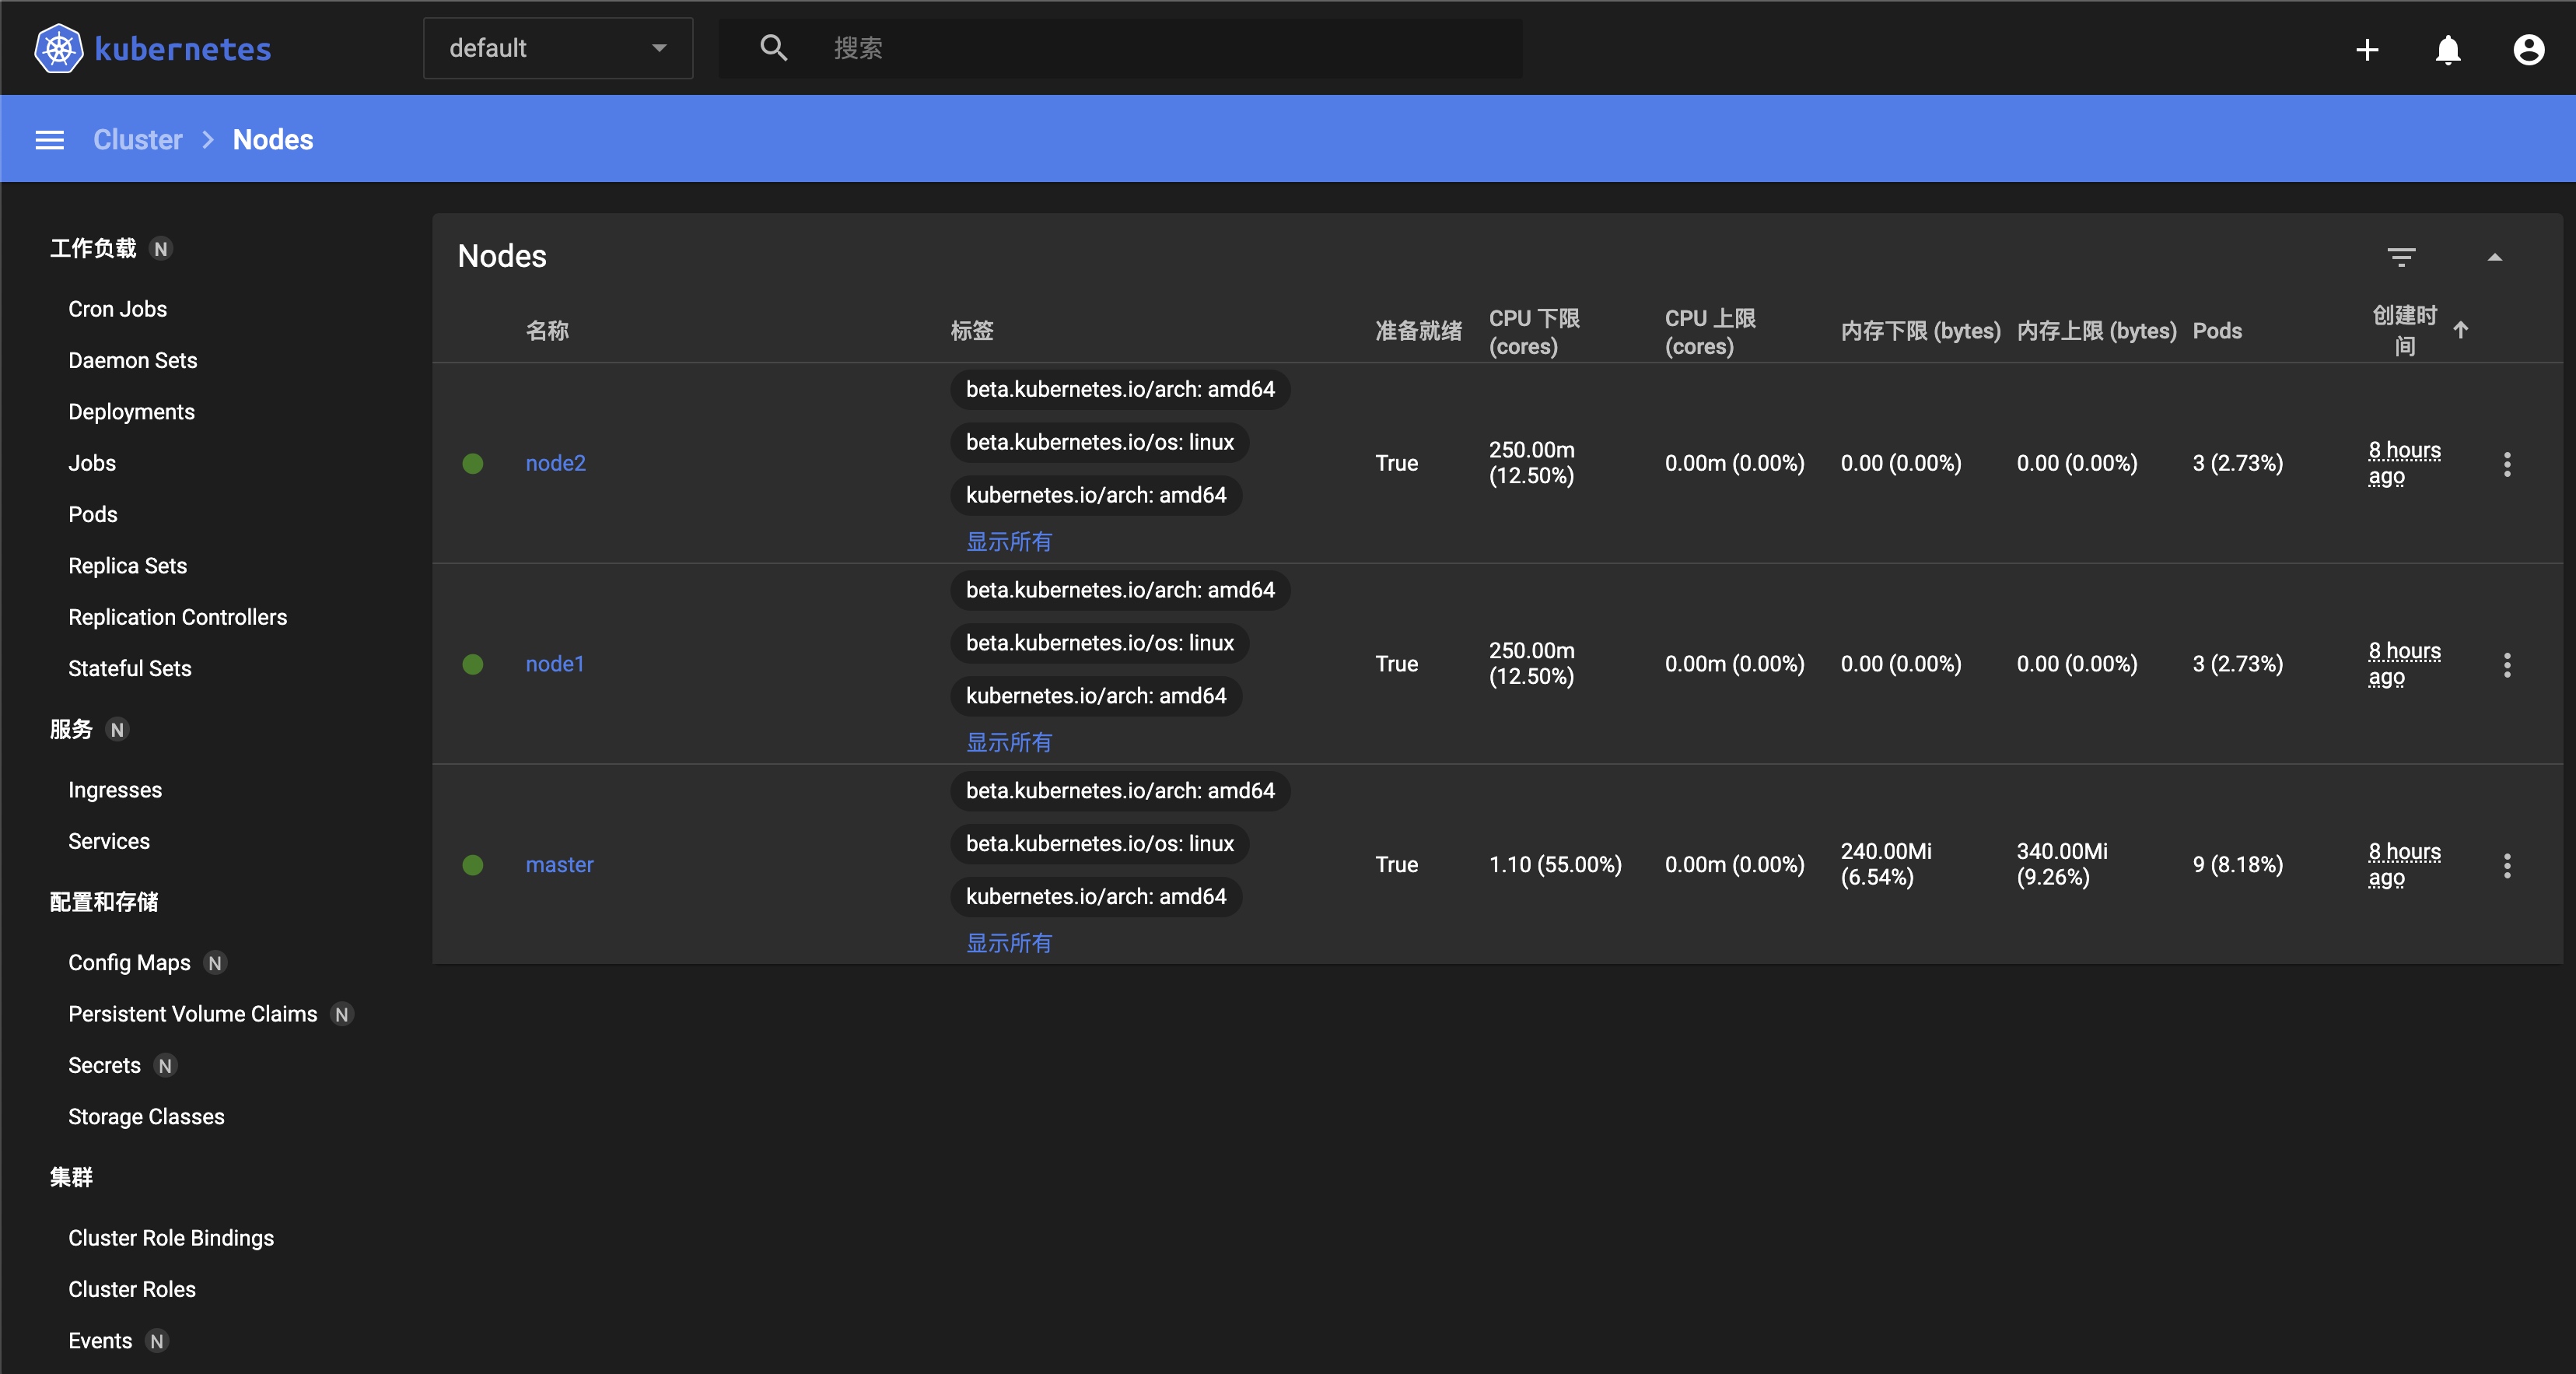 kubernetes
default
搜索
Cluster
Nodes
工作负载 N
Cron Jobs
Daemon Sets
Deployments
Jobs
Pods
Replica Sets
Replication Controllers
Stateful Sets
服务 N
Ingresses
Services
配置和存储
Config Maps N
Persistent Volume Claims N
Secrets N
Storage Classes
集群
Cluster Role Bindings
Cluster Roles
Events N
Nodes
名称
标签
准备就绪
CPU 下限
(cores)
CPU 上限
(cores)
内存下限 (bytes)
内存上限 (bytes)
Pods
创建时
间
node2
beta.kubernetes.io/arch: amd64
beta.kubernetes.io/os: linux
kubernetes.io/arch: amd64
显示所有
True
250.00m
(12.50%)
0.00m (0.00%)
0.00 (0.00%)
0.00 (0.00%)
3 (2.73%)
8 hours
ago
node1
beta.kubernetes.io/arch: amd64
beta.kubernetes.io/os: linux
kubernetes.io/arch: amd64
显示所有
True
250.00m
(12.50%)
0.00m (0.00%)
0.00 (0.00%)
0.00 (0.00%)
3 (2.73%)
8 hours
ago
master
beta.kubernetes.io/arch: amd64
beta.kubernetes.io/os: linux
kubernetes.io/arch: amd64
显示所有
True
1.10 (55.00%)
0.00m (0.00%)
240.00Mi
(6.54%)
340.00Mi
(9.26%)
9 (8.18%)
8 hours
ago